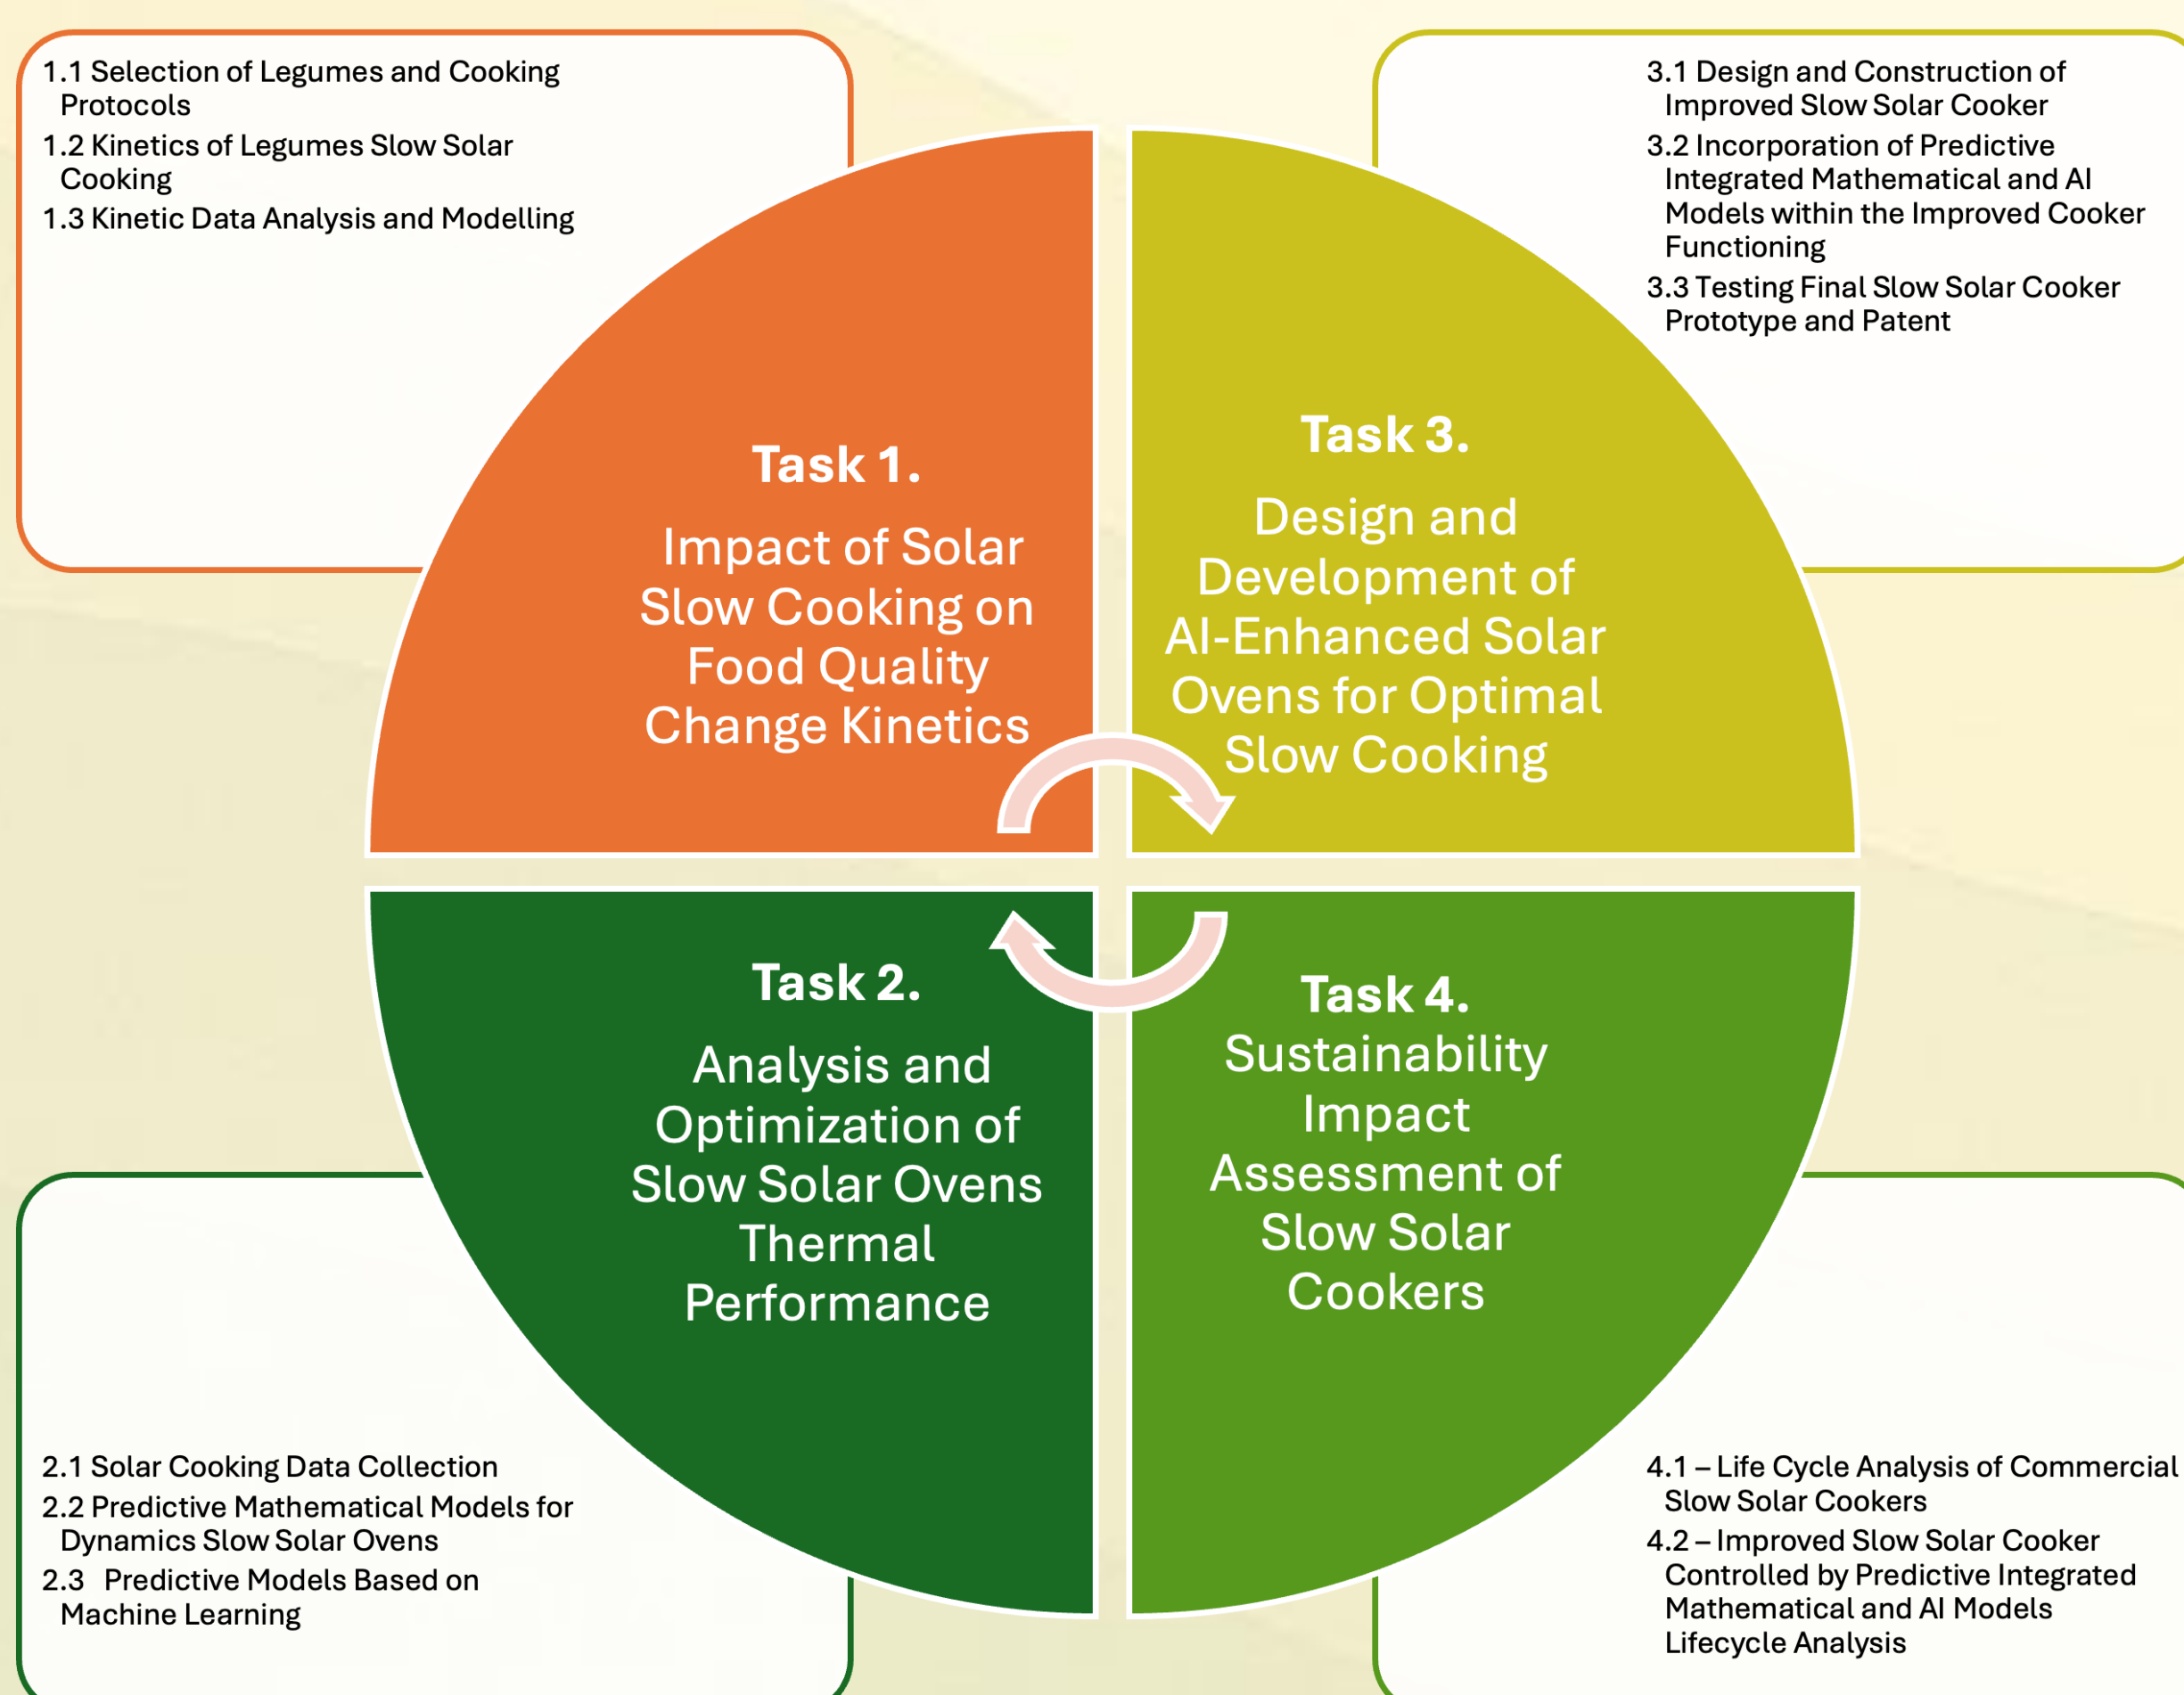 1.1 Selection of Legumes and Cooking
Protocols
1.2 Kinetics of Legumes Slow Solar
Cooking
1.3 Kinetic Data Analysis and Modelling
3.1 Design and Construction of
Improved Slow Solar Cooker
3.2 Incorporation of Predictive
Integrated Mathematical and AI
Models within the Improved Cooker
Functioning
3.3 Testing Final Slow Solar Cooker
Prototype and Patent
Task 1.
Impact of Solar
Slow Cooking on
Food Quality
Change Kinetics
Task 3.
Design and
Development of
AI-Enhanced Solar
Ovens for Optimal
Slow Cooking
Task 2.
Analysis and
Optimization of
Slow Solar Ovens
Thermal
Performance
Task 4.
Sustainability
Impact
Assessment of
Slow Solar
Cookers
2.1 Solar Cooking Data Collection
2.2 Predictive Mathematical Models for
Dynamics Slow Solar Ovens
2.3 Predictive Models Based on
Machine Learning
4.1 – Life Cycle Analysis of Commercial
Slow Solar Cookers
4.2 – Improved Slow Solar Cooker
Controlled by Predictive Integrated
Mathematical and AI Models
Lifecycle Analysis